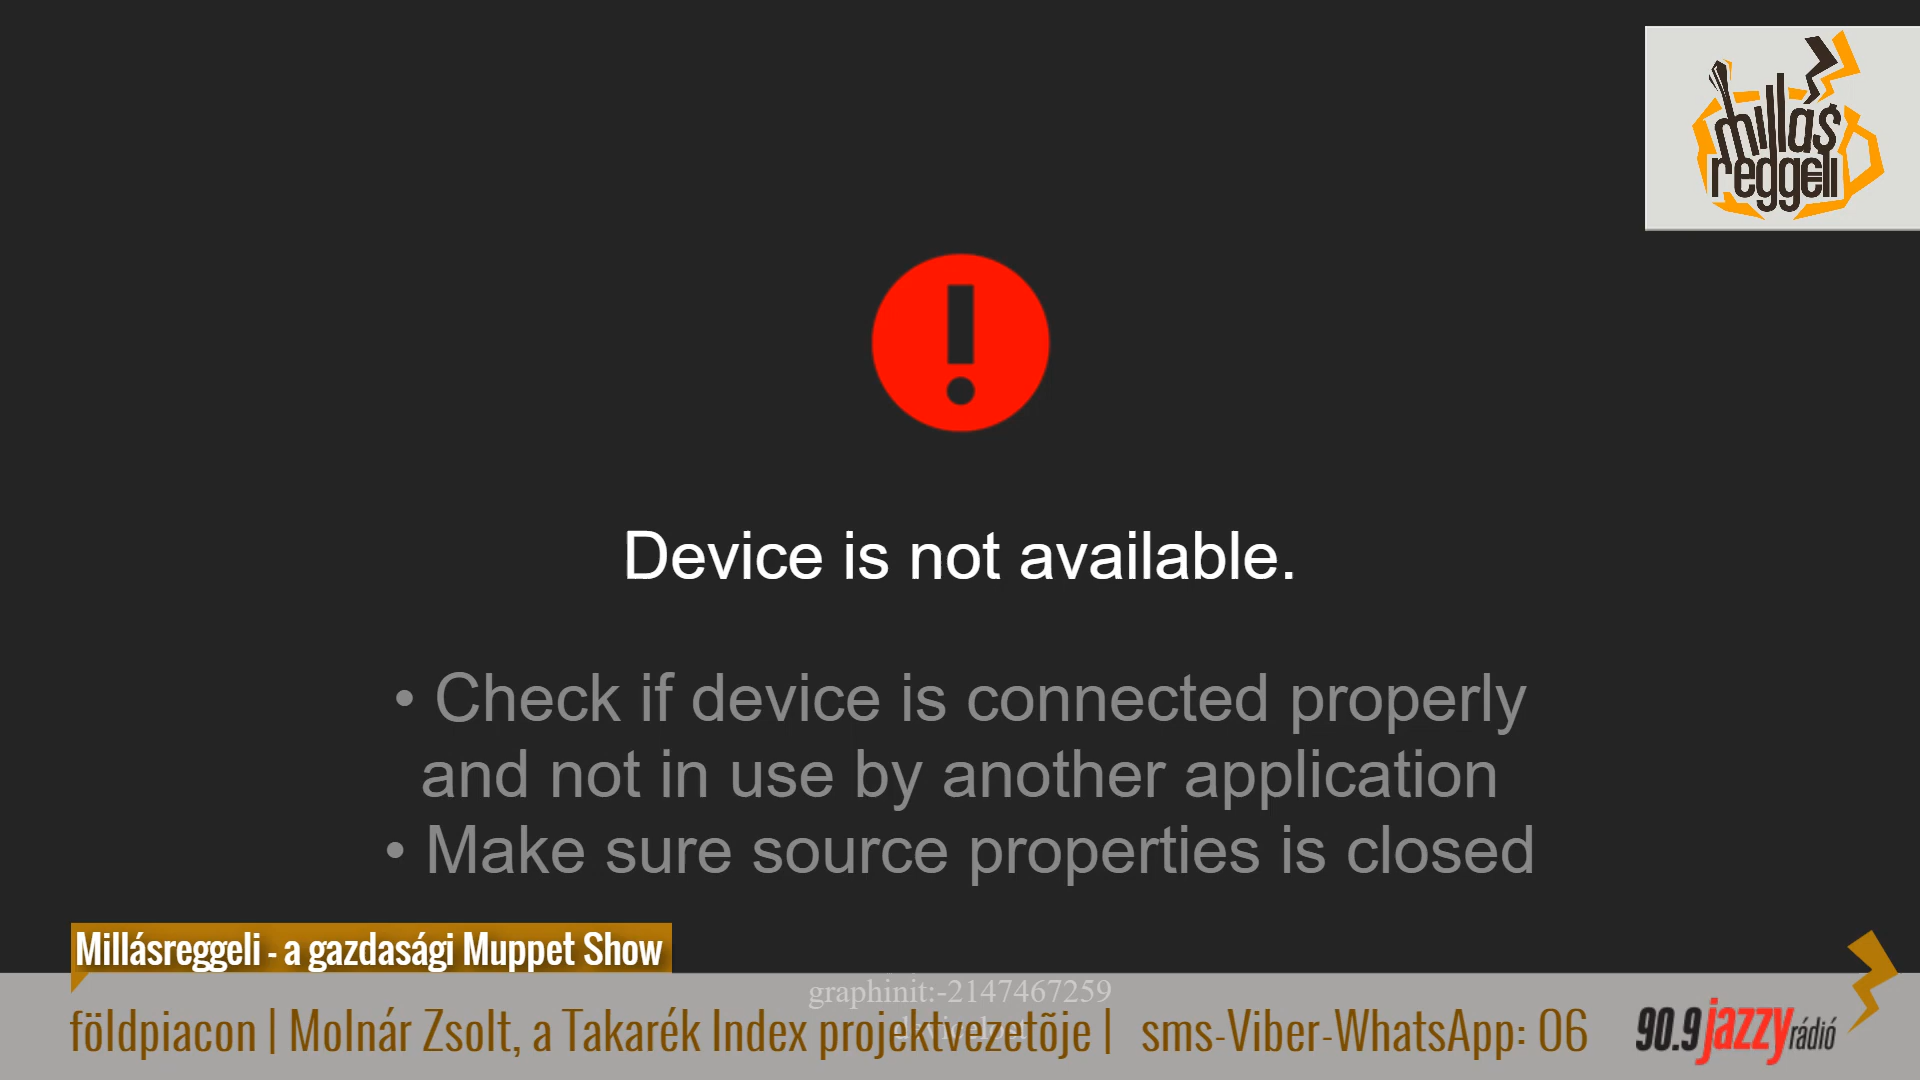 millás
reggeli
Device is not available.
• Check if device is connected properly
and not in use by another application
• Make sure source properties is closed
Millásreggeli - a gazdasági Muppet Show
graphinit:-2147467259
földpiacon | Molnár Zsolt, a Takarék Index projektvezetõje | sms-Viber-WhatsApp: 06
90.9 jazzy rádió